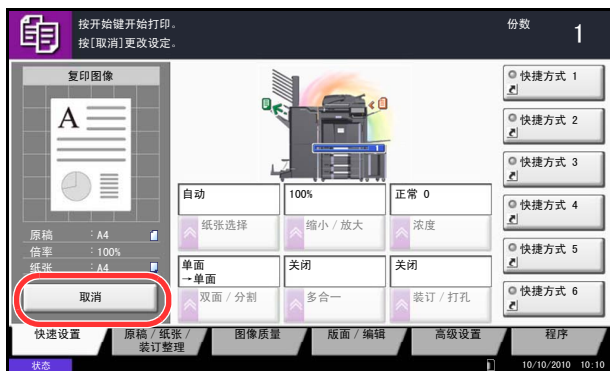 按开始键开始打印。
按[取消]更改设定。
份数
1
复印图像
A
原稿 : A4
倍率 : 100%
纸张 : A4
取消
自动
100%
正常 0
纸张选择
缩小 / 放大
浓度
单面
→单面
关闭
关闭
双面 / 分割
多合一
装订 / 打孔
快捷方式 1
快捷方式 2
快捷方式 3
快捷方式 4
快捷方式 5
快捷方式 6
快速设置
原稿 / 纸张 /
装订整理
图像质量
版面 / 编辑
高级设置
程序
状态
10/10/2010 10:10